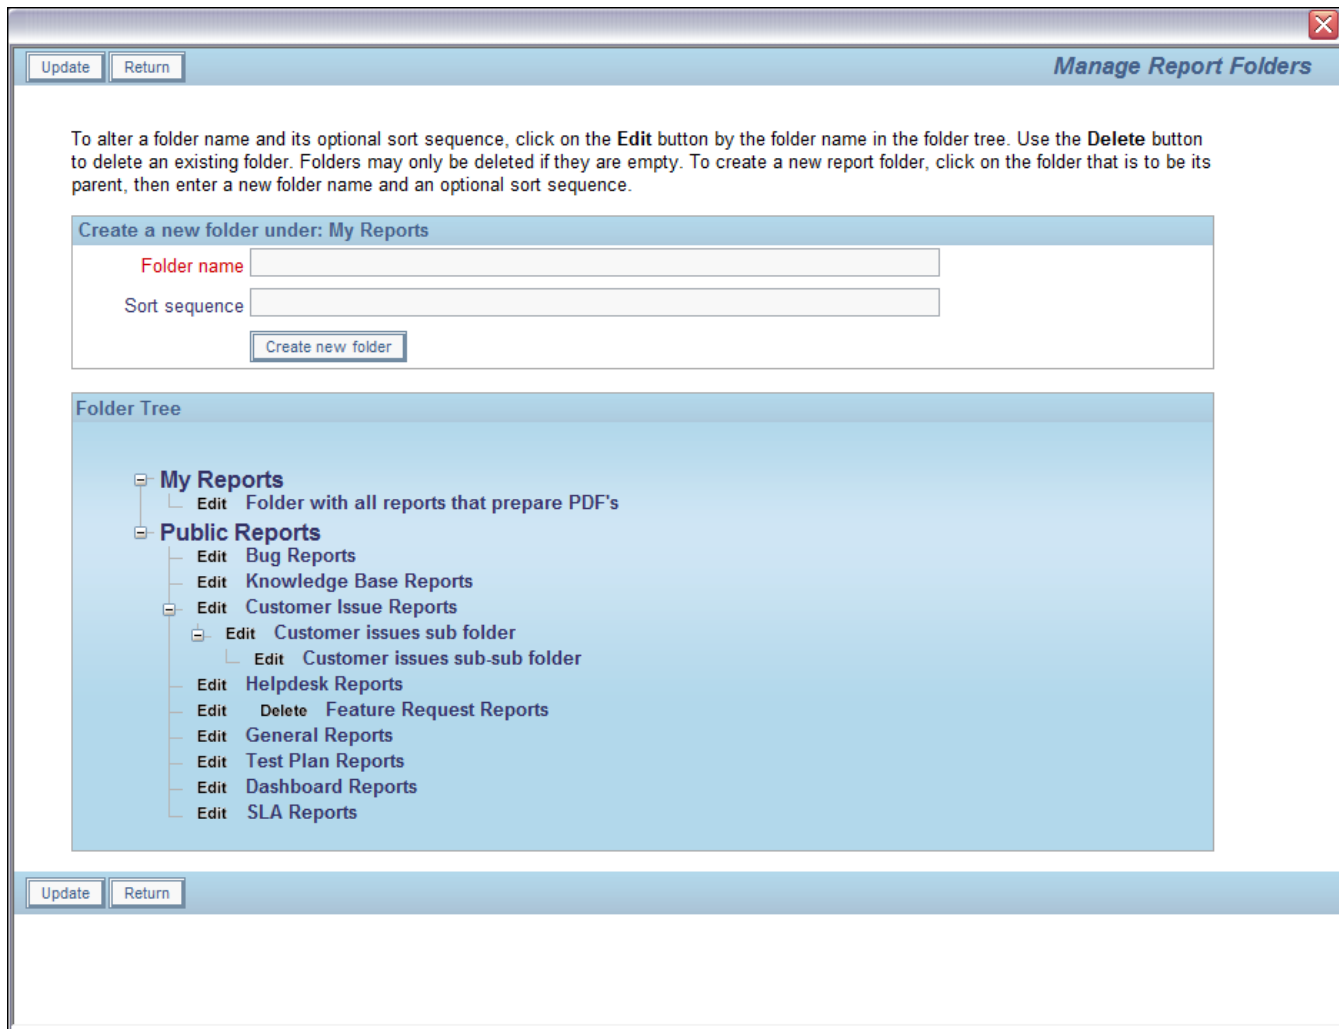 Update Return Manage Report Folders
To alter a folder name and its optional sort sequence, click on the Edit button by the folder name in the folder tree. Use the Delete button
to delete an existing folder. Folders may only be deleted if they are empty. To create a new report folder, click on the folder that is to be its
parent, then enter a new folder name and an optional sort sequence.
Create a new folder under: My Reports
Folder name
Sort sequence
Create new folder
Folder Tree
My Reports
Edit Folder with all reports that prepare PDF's
Public Reports
Edit Bug Reports
Edit Knowledge Base Reports
Edit Customer Issue Reports
Edit Customer issues sub folder
Edit Customer issues sub-sub folder
Edit Helpdesk Reports
Edit Delete Feature Request Reports
Edit General Reports
Edit Test Plan Reports
Edit Dashboard Reports
Edit SLA Reports
Update Return